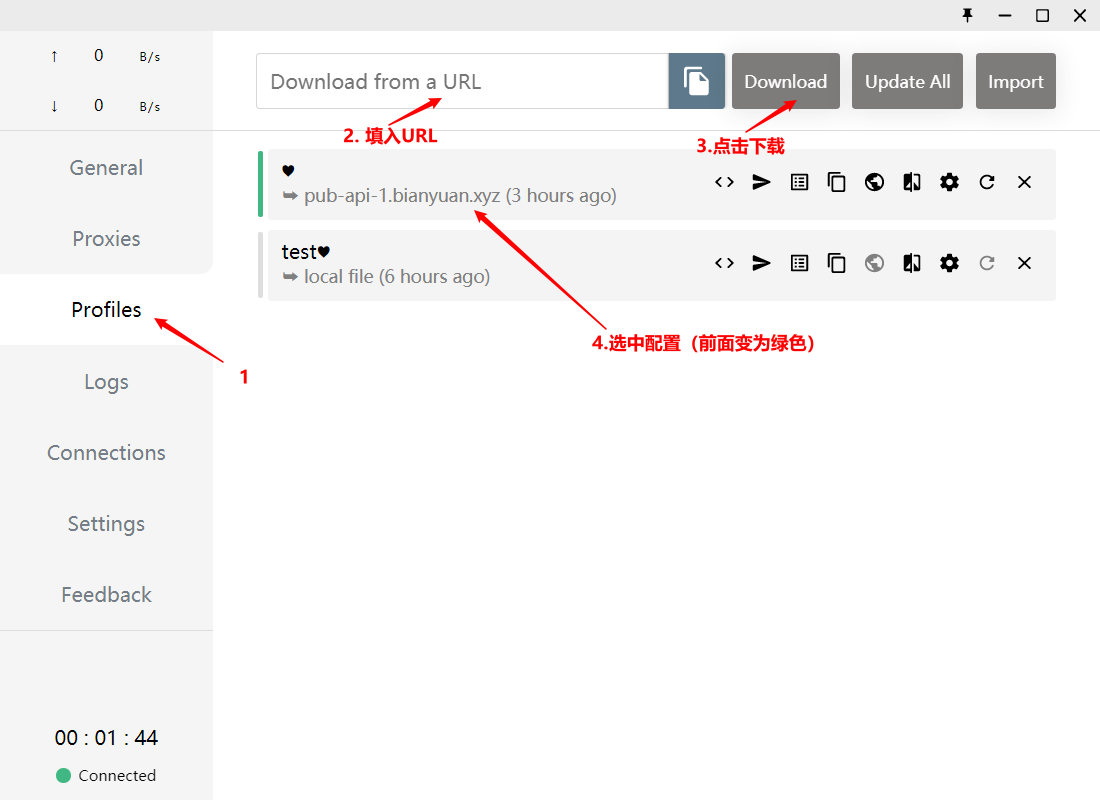 ↑ 0 B/s
↓ 0 B/s
General
Proxies
Profiles
1
Logs
Connections
Settings
Feedback
00 : 01 : 44
Connected
Download from a URL
Download
Update All
Import
2. 填入URL
3.点击下载
♥
pub-api-1.bianyuan.xyz (3 hours ago)
test♥
local file (6 hours ago)
4.选中配置（前面变为绿色）